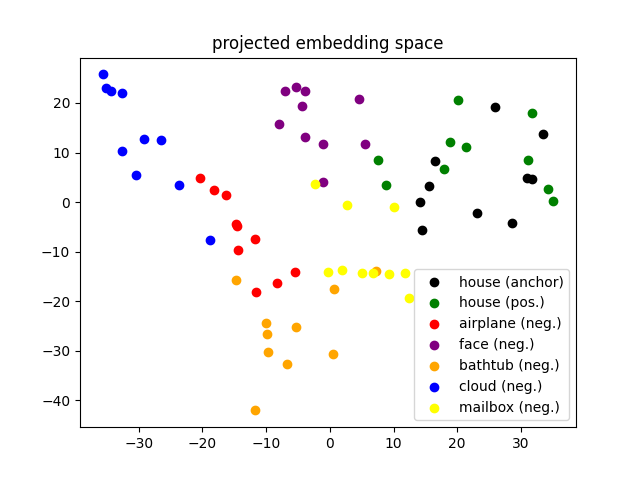 projected embedding space
20
10
0
−10
−20
−30
−40
−30 −20 −10 0 10 20 30
house (anchor)
house (pos.)
airplane (neg.)
face (neg.)
bathtub (neg.)
cloud (neg.)
mailbox (neg.)